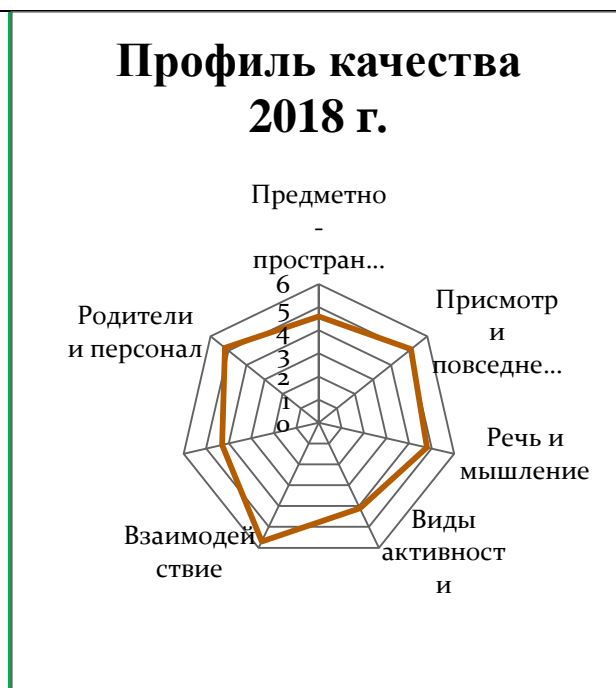 Профиль качества
2018 г.
Предметно
-
простран...
Присмотр
и
повседне...
Речь и
мышление
Виды
активност
и
Взаимодей
ствие
Родители
и персонал
6
5
4
3
2
1
0